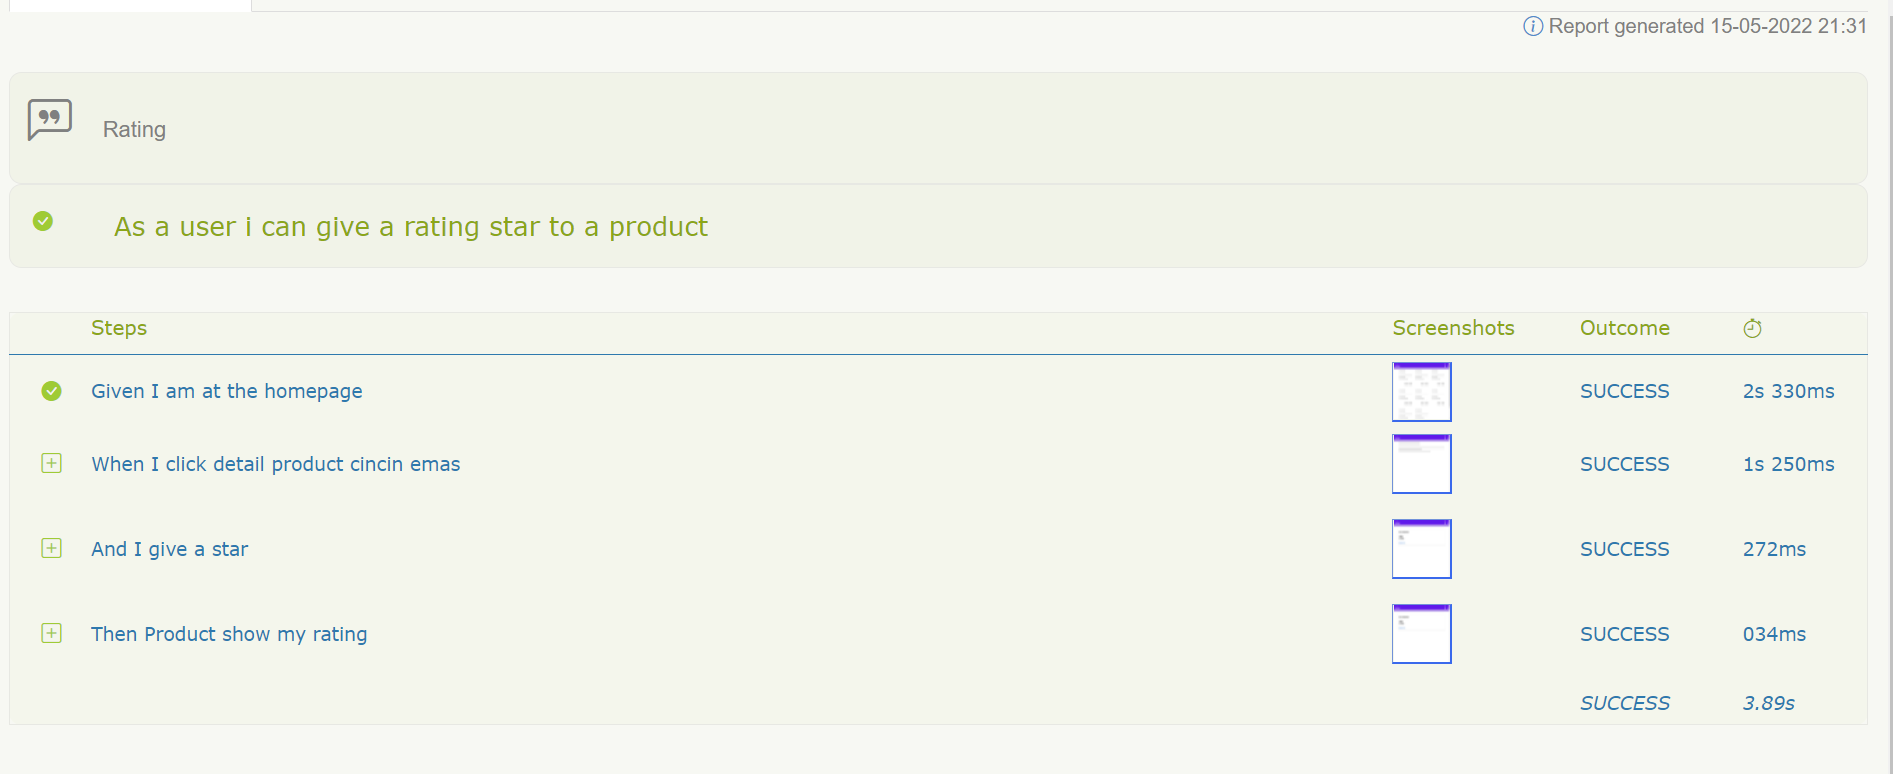 Report generated 15-05-2022 21:31
Rating
As a user i can give a rating star to a product
Steps Screenshots Outcome
Given I am at the homepage SUCCESS 2s 330ms
When I click detail product cincin emas SUCCESS 1s 250ms
And I give a star SUCCESS 272ms
Then Product show my rating SUCCESS 034ms
SUCCESS 3.89s